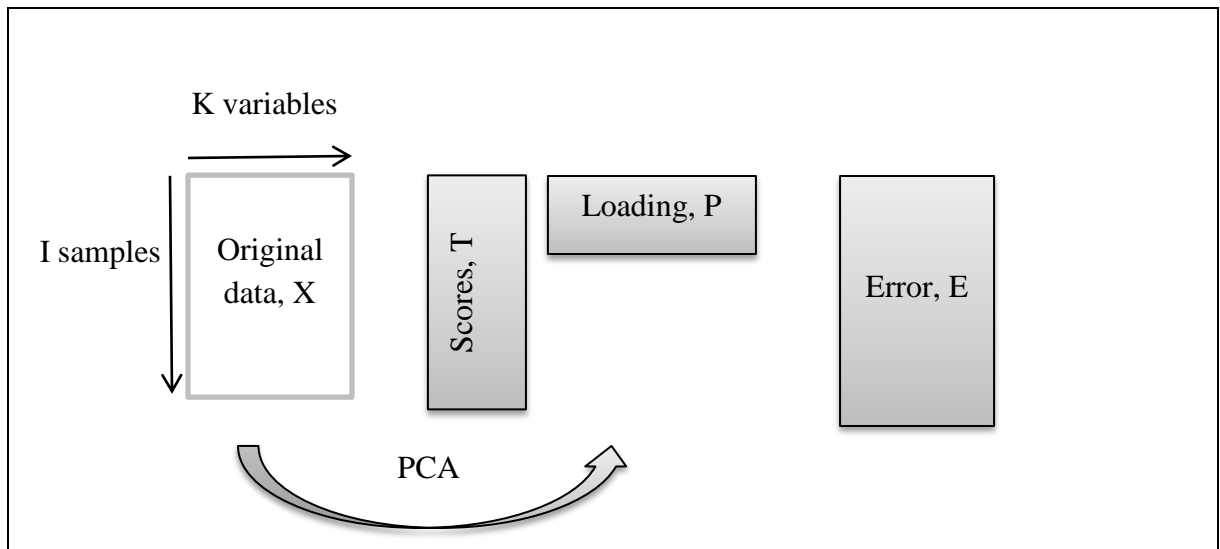 K variables
I samples
Original
data, X
Scores, T
Loading, P
Error, E
PCA